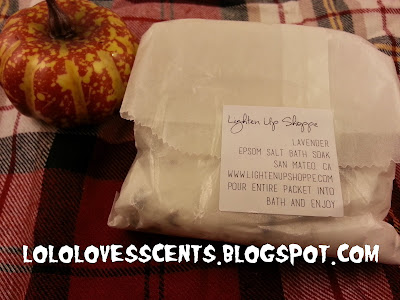 Lighten Up Shoppe
LAVENDER
EPSOM SALT BATH SOAK
SAN MATEO, CA
WWW.LIGHTENUPSHOPPE.COM
POUR ENTIRE PACKET INTO
BATH AND ENJOY
LOLOLOVESSCENTS.BLOGSPOT.COM